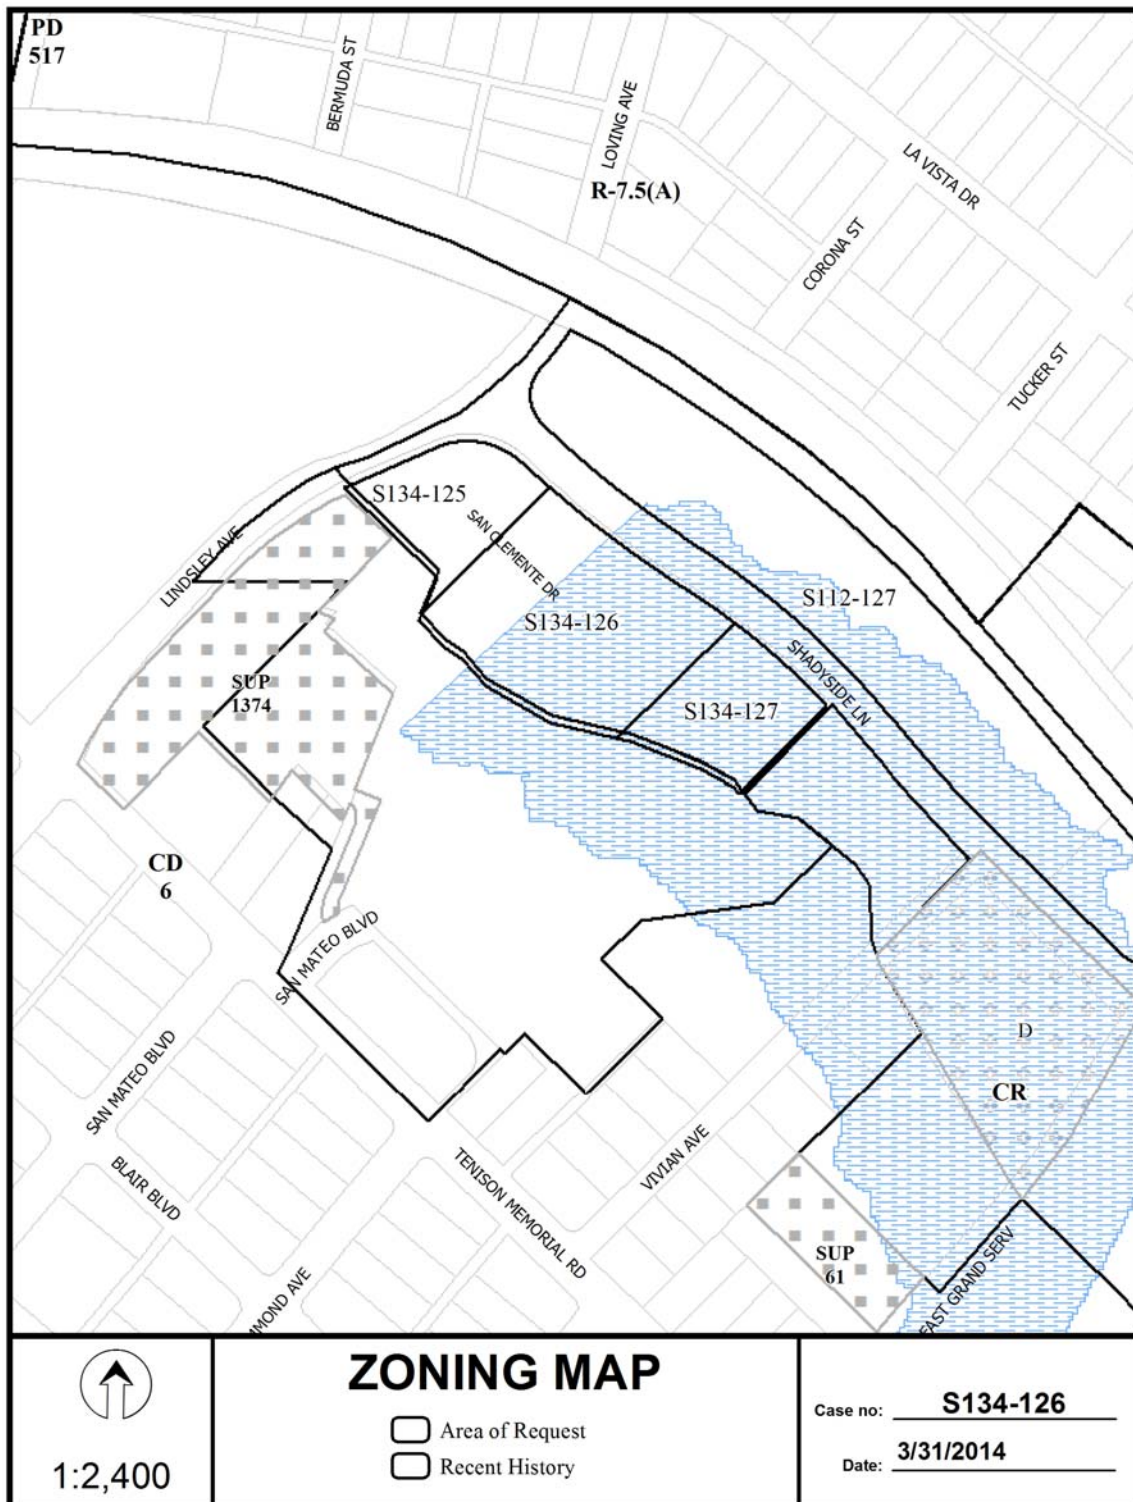 PD
517
BERMUDA ST
LOVING AVE
LA VISTA DR
R-7.5(A)
CORONA ST
TUCKER ST
S134-125
SAN CLEMENTE DR
LINDSLEY AVE
S112-127
S134-126
SHADYSIDE LN
SUP
1374
S134-127
CD
6
SAN MATEO BLVD
D
SAN MATEO BLVD
CR
BLAIR BLVD
TENISON MEMORIAL RD
VIVIAN AVE
SUP
61
EAST GRAND SERV
MOND AVE
ZONING MAP
Area of Request
Recent History
1:2,400
Case no: S134-126
Date: 3/31/2014